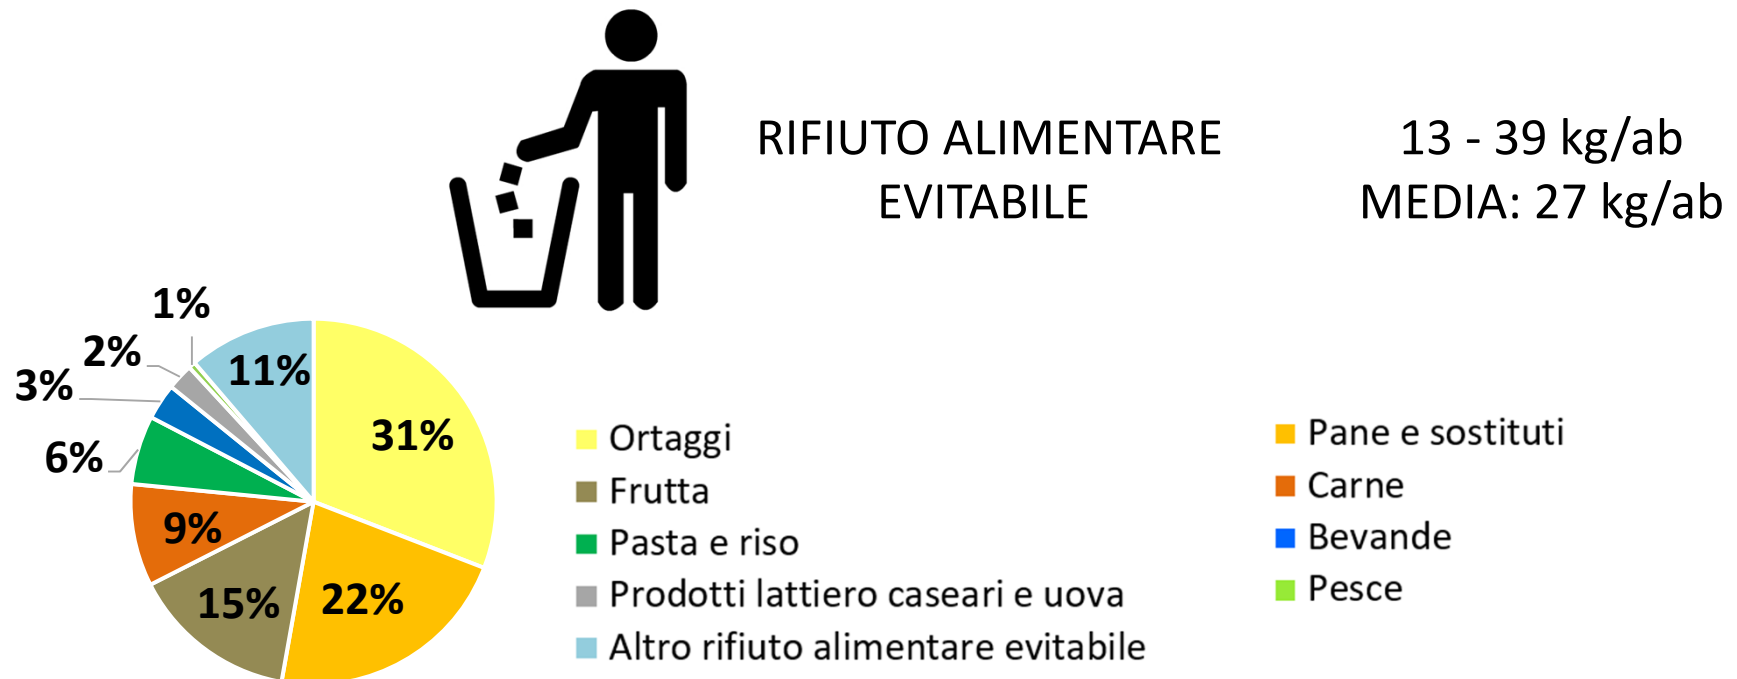 RIFIUTO ALIMENTARE
EVITABILE
13 - 39 kg/ab
MEDIA: 27 kg/ab
1%
2%
3%
6%
11%
31%
9%
15%
22%
Ortaggi
Frutta
Pasta e riso
Prodotti lattiero caseari e uova
Altro rifiuto alimentare evitabile
Pane e sostituti
Carne
Bevande
Pesce